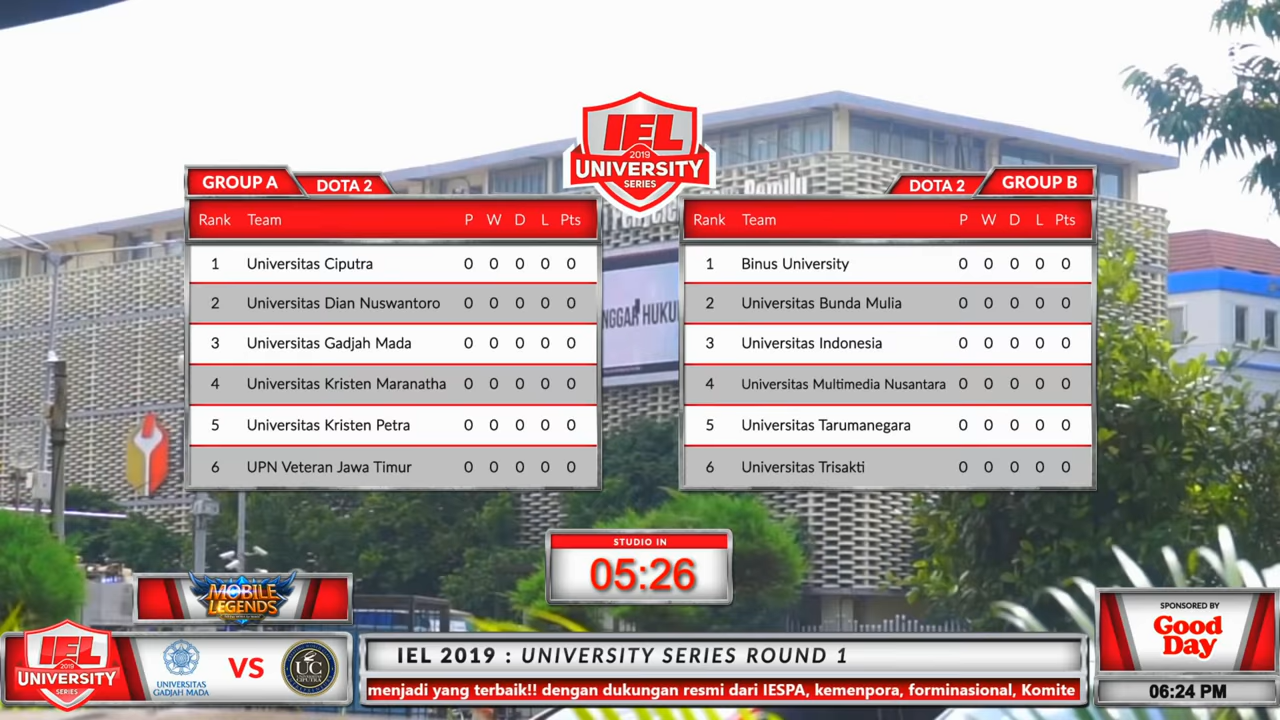 IEL
2019
UNIVERSITY
SERIES
GROUP A DOTA 2
Rank Team P W D L Pts
1 Universitas Ciputra 0 0 0 0 0
2 Universitas Dian Nuswantoro 0 0 0 0 0
3 Universitas Gadjah Mada 0 0 0 0 0
4 Universitas Kristen Maranatha 0 0 0 0 0
5 Universitas Kristen Petra 0 0 0 0 0
6 UPN Veteran Jawa Timur 0 0 0 0 0
DOTA 2 GROUP B
Rank Team P W D L Pts
1 Binus University 0 0 0 0 0
2 Universitas Bunda Mulia 0 0 0 0 0
3 Universitas Indonesia 0 0 0 0 0
4 Universitas Multimedia Nusantara 0 0 0 0 0
5 Universitas Tarumanegara 0 0 0 0 0
6 Universitas Trisakti 0 0 0 0 0
NGGAR HUKU
STUDIO IN
05:26
MOBILE
LEGENDS
IEL
2019
UNIVERSITY
SERIES
UNIVERSITAS
GADJAH MADA
VS
UC
IEL 2019 : UNIVERSITY SERIES ROUND 1
menjadi yang terbaik!! dengan dukungan resmi dari IESPA, kemenpora, forminasional, Komite
SPONSORED BY
Good
Day
06:24 PM